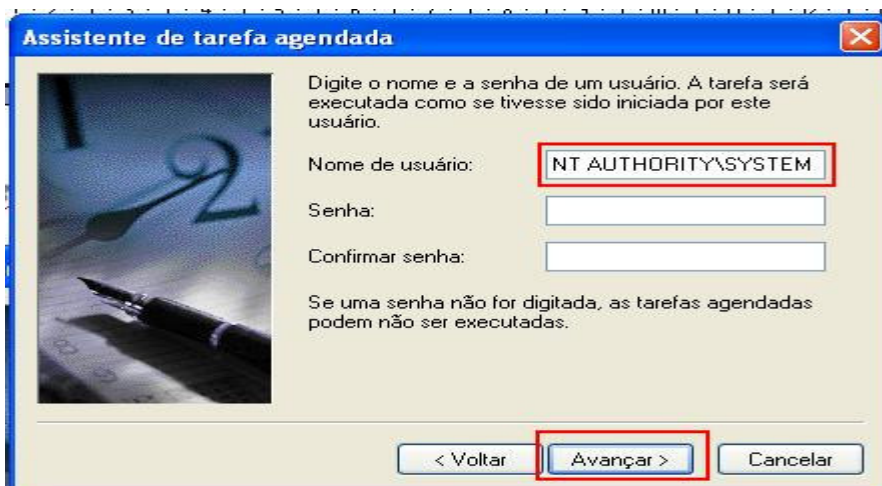 Assistente de tarefa agendada
Digite o nome e a senha de um usuário. A tarefa será
executada como se tivesse sido iniciada por este
usuário.
Nome de usuário: NT AUTHORITY\SYSTEM
Senha:
Confirmar senha:
Se uma senha não for digitada, as tarefas agendadas
podem não ser executadas.
< Voltar Avançar > Cancelar